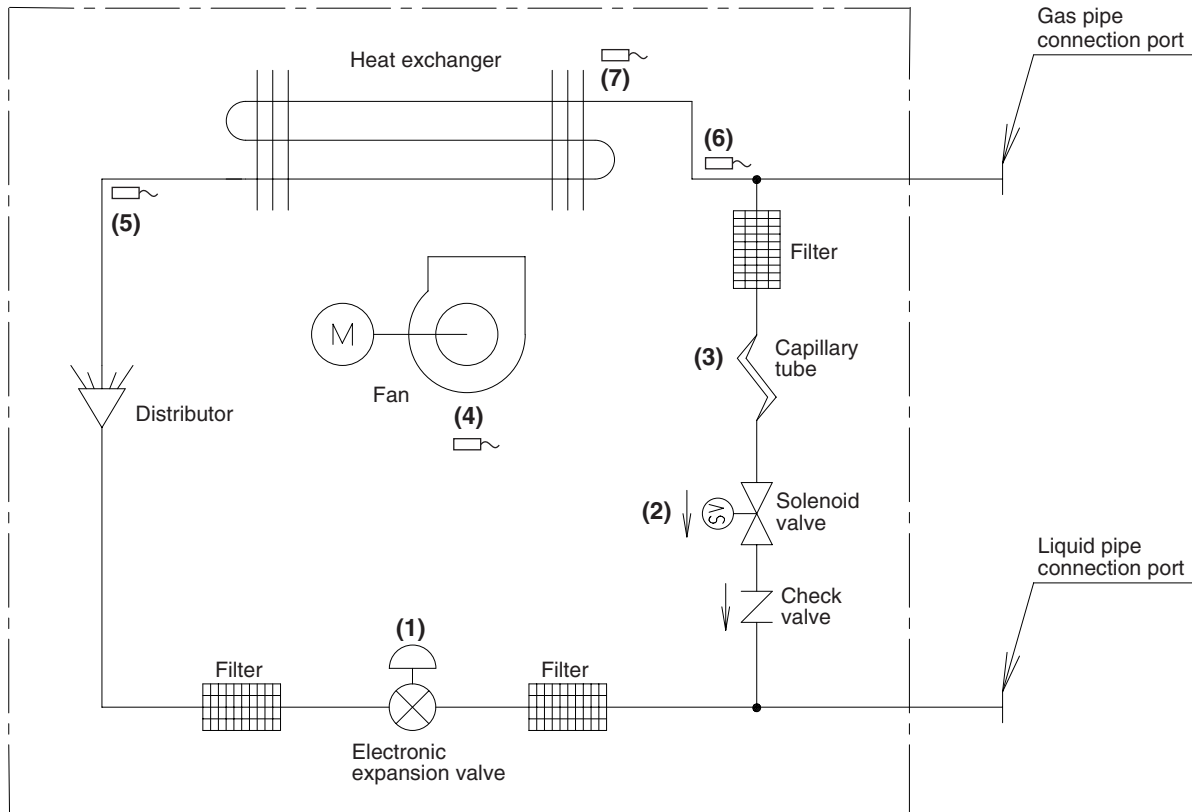 Gas pipe
connection port
Heat exchanger
(7)
(6)
(5)
Filter
M
(3)
Capillary
tube
Fan
(4)
Distributor
(2)
SV
Solenoid
valve
Liquid pipe
connection port
Check
valve
(1)
Filter
Filter
Electronic
expansion valve